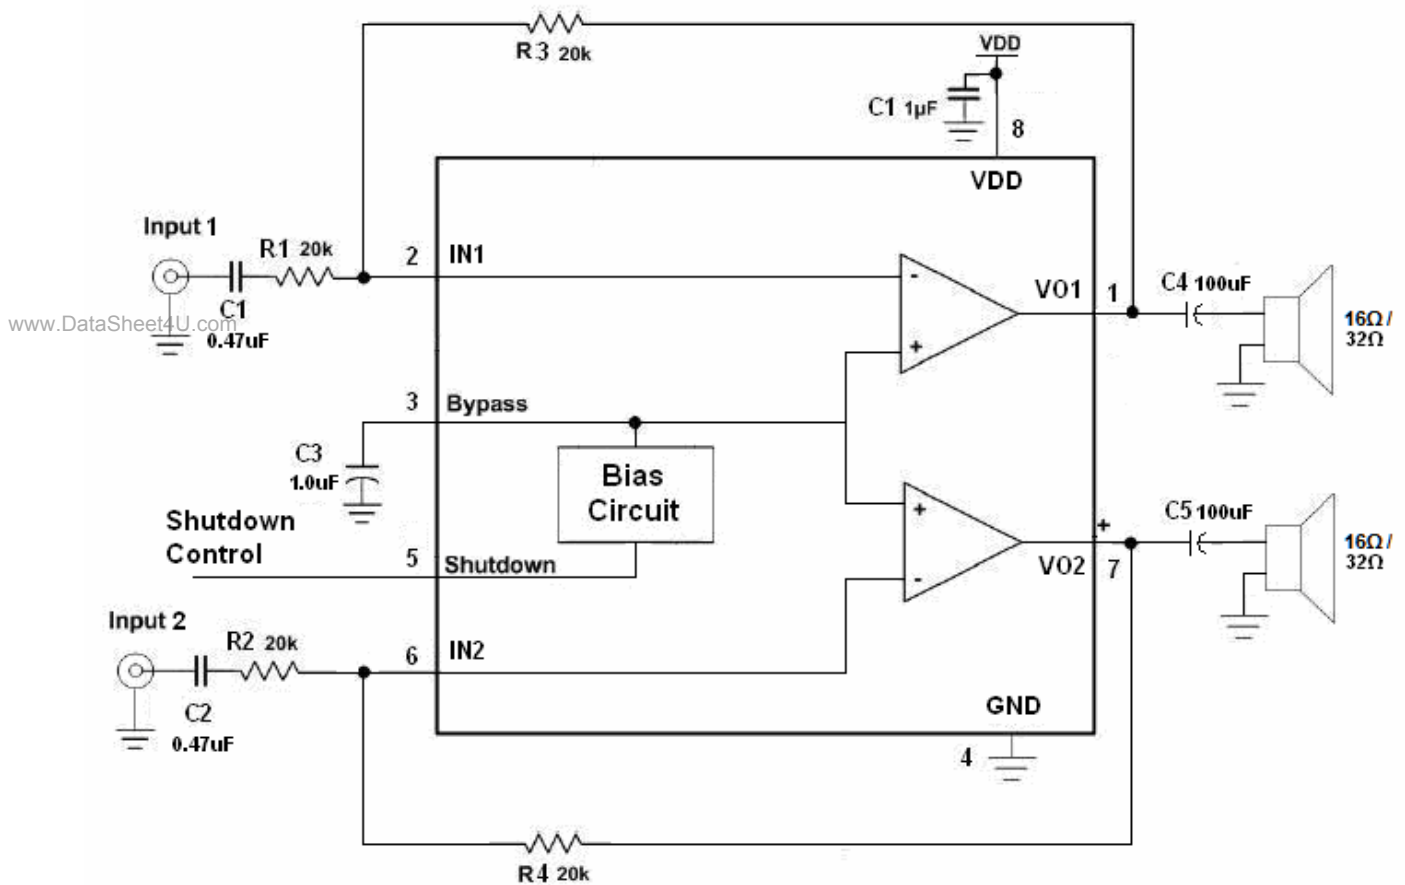 R3 20k
VDD
C1 1µF
8
VDD
Input 1
R1 20k
2
IN1
C1
0.47uF
www.DataSheet4U.com
-
+
VO1
1
C4 100uF
16Ω/
32Ω
3
Bypass
C3
1.0uF
Bias
Circuit
Shutdown
Control
5
Shutdown
+
-
+
VO2
7
C5 100uF
16Ω/
32Ω
Input 2
R2 20k
6
IN2
C2
0.47uF
GND
4
R4 20k